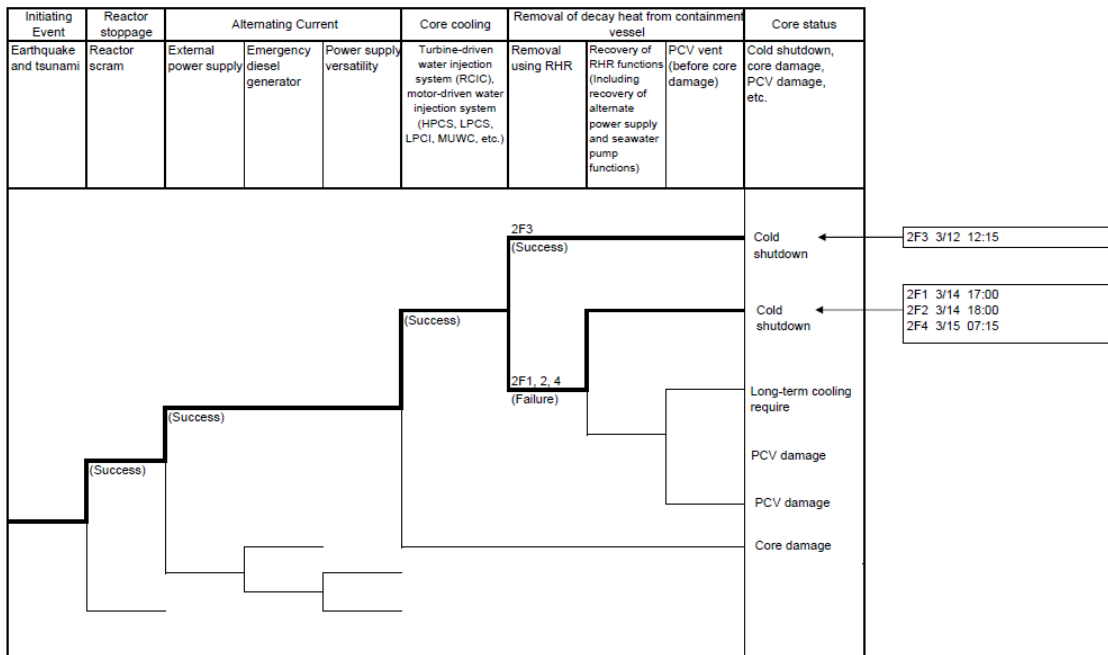 Initiating
Event
Reactor
stoppage
Alternating Current
Core cooling
Removal of decay heat from containment
vessel
Core status
Earthquake
and tsunami
Reactor
scram
External
power supply
Emergency
diesel
generator
Power supply
versatility
Turbine-driven
water injection
system (RCIC),
motor-driven water
injection system
(HPCS, LPCS,
LPCI, MUWC, etc.)
Removal
using RHR
Recovery of
RHR functions
(Including
recovery of
alternate
power supply
and seawater
pump
functions)
PCV vent
(before core
damage)
Cold shutdown,
core damage,
PCV damage,
etc.
2F3
(Success)
Cold
shutdown
2F3 3/12 12:15
(Success)
Cold
shutdown
2F1 3/14 17:00
2F2 3/14 18:00
2F4 3/15 07:15
2F1, 2, 4
(Failure)
Long-term cooling
require
(Success)
PCV damage
(Success)
PCV damage
Core damage